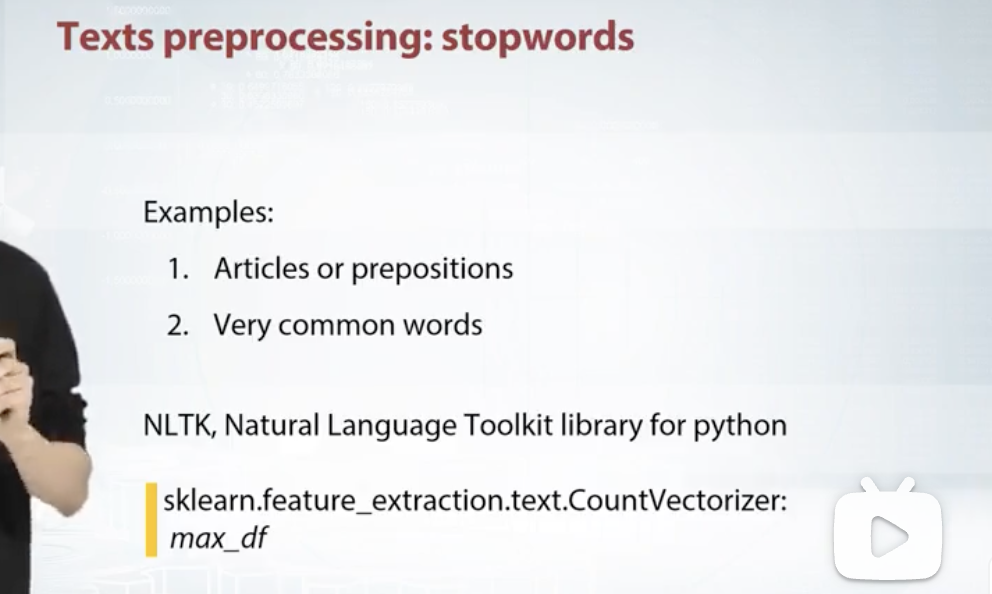 Texts preprocessing: stopwords
Examples:
1. Articles or prepositions
2. Very common words
NLTK, Natural Language Toolkit library for python
sklearn.feature_extraction.text.CountVectorizer:
max_df